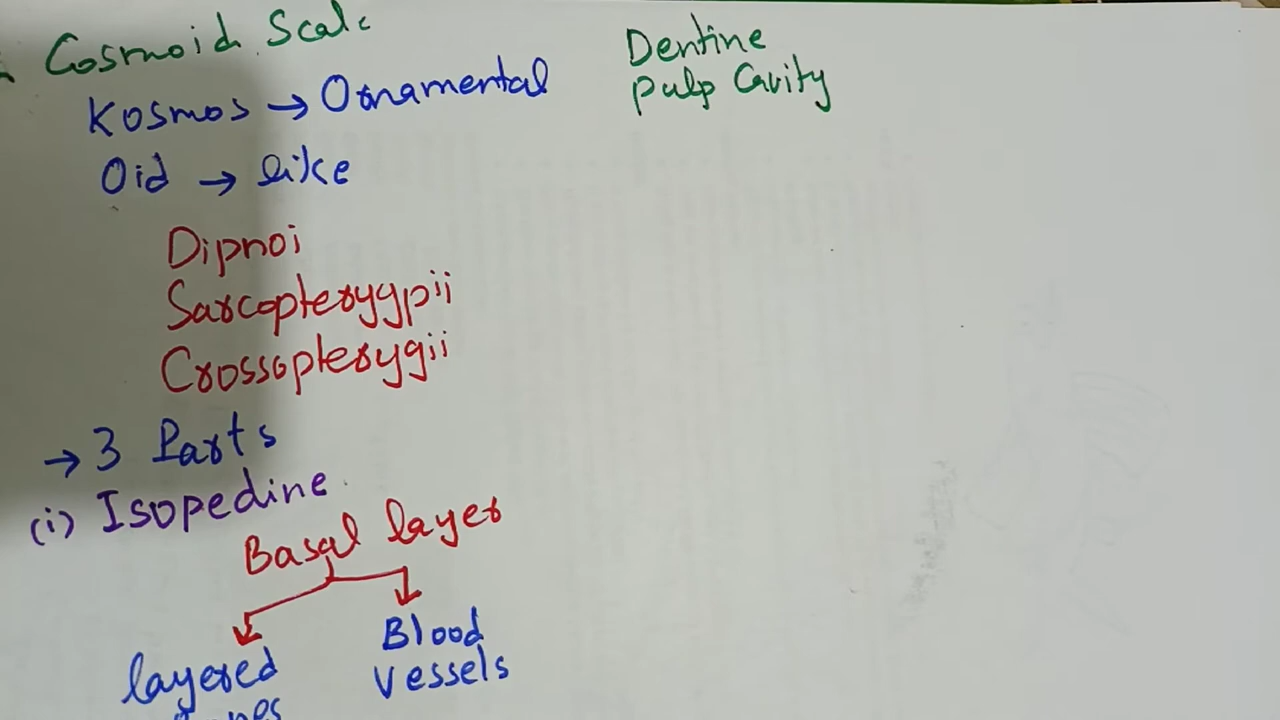 Cosmoid Scale
Kosmos → Ornamental
Oid → like
Dipnoi
Sarcopterygpii
Crossopterygii
→ 3 Parts
(i) Isopedine
Basal layer
layered
Blood
vessels
Dentine
Pulp Cavity